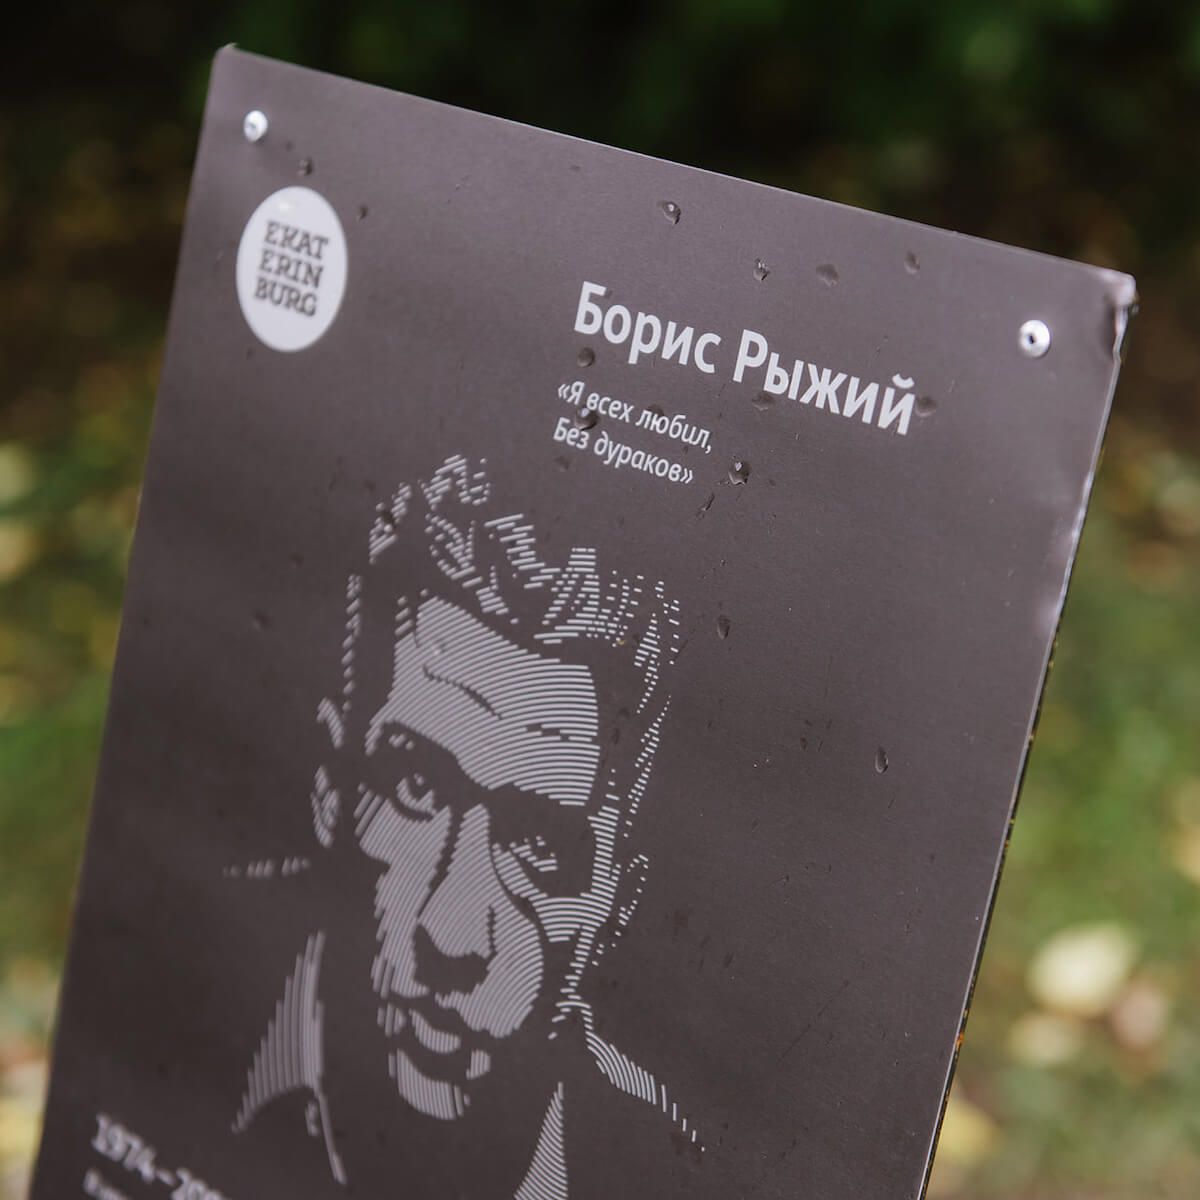 EKAT
ERIN
BURG
Борис Рыжий
«Я всех любил,
Без дураков»